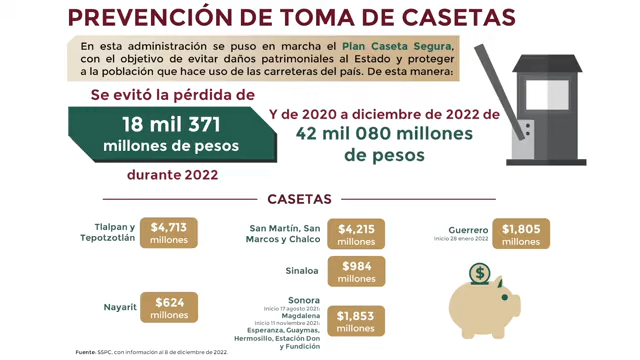 PREVENCIÓN DE TOMA DE CASETAS
En esta administración se puso en marcha el Plan Caseta Segura,
con el objetivo de evitar daños patrimoniales al Estado y proteger
a la población que hace uso de las carreteras del país. De esta manera:
Se evitó la pérdida de
18 mil 371
millones de pesos
durante 2022
Y de 2020 a diciembre de 2022 de
42 mil 080 millones
de pesos
CASETAS
Tlalpan y
Tepotzotlán
$4,713
millones
San Martín, San
Marcos y Chalco
$4,215
millones
Guerrero
Inicio 28 enero 2022
$1,805
millones
Sinaloa
$984
millones
Nayarit
$624
millones
Sonora
Inicio 17 agosto 2021:
Magdalena
Inicio 11 noviembre 2021:
Esperanza, Guaymas,
Hermosillo, Estación Don
y Fundición
$1,853
millones
$
Fuente: SSPC, con información al 8 de diciembre de 2022.